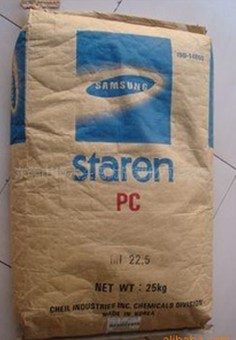 ISO-14001
SAMSUNG
staren
PC
MI 22.5
NET WT : 25kg
CHEIL INDUSTRIES INC. CHEMICALS DIVISION
MADE IN KOREA